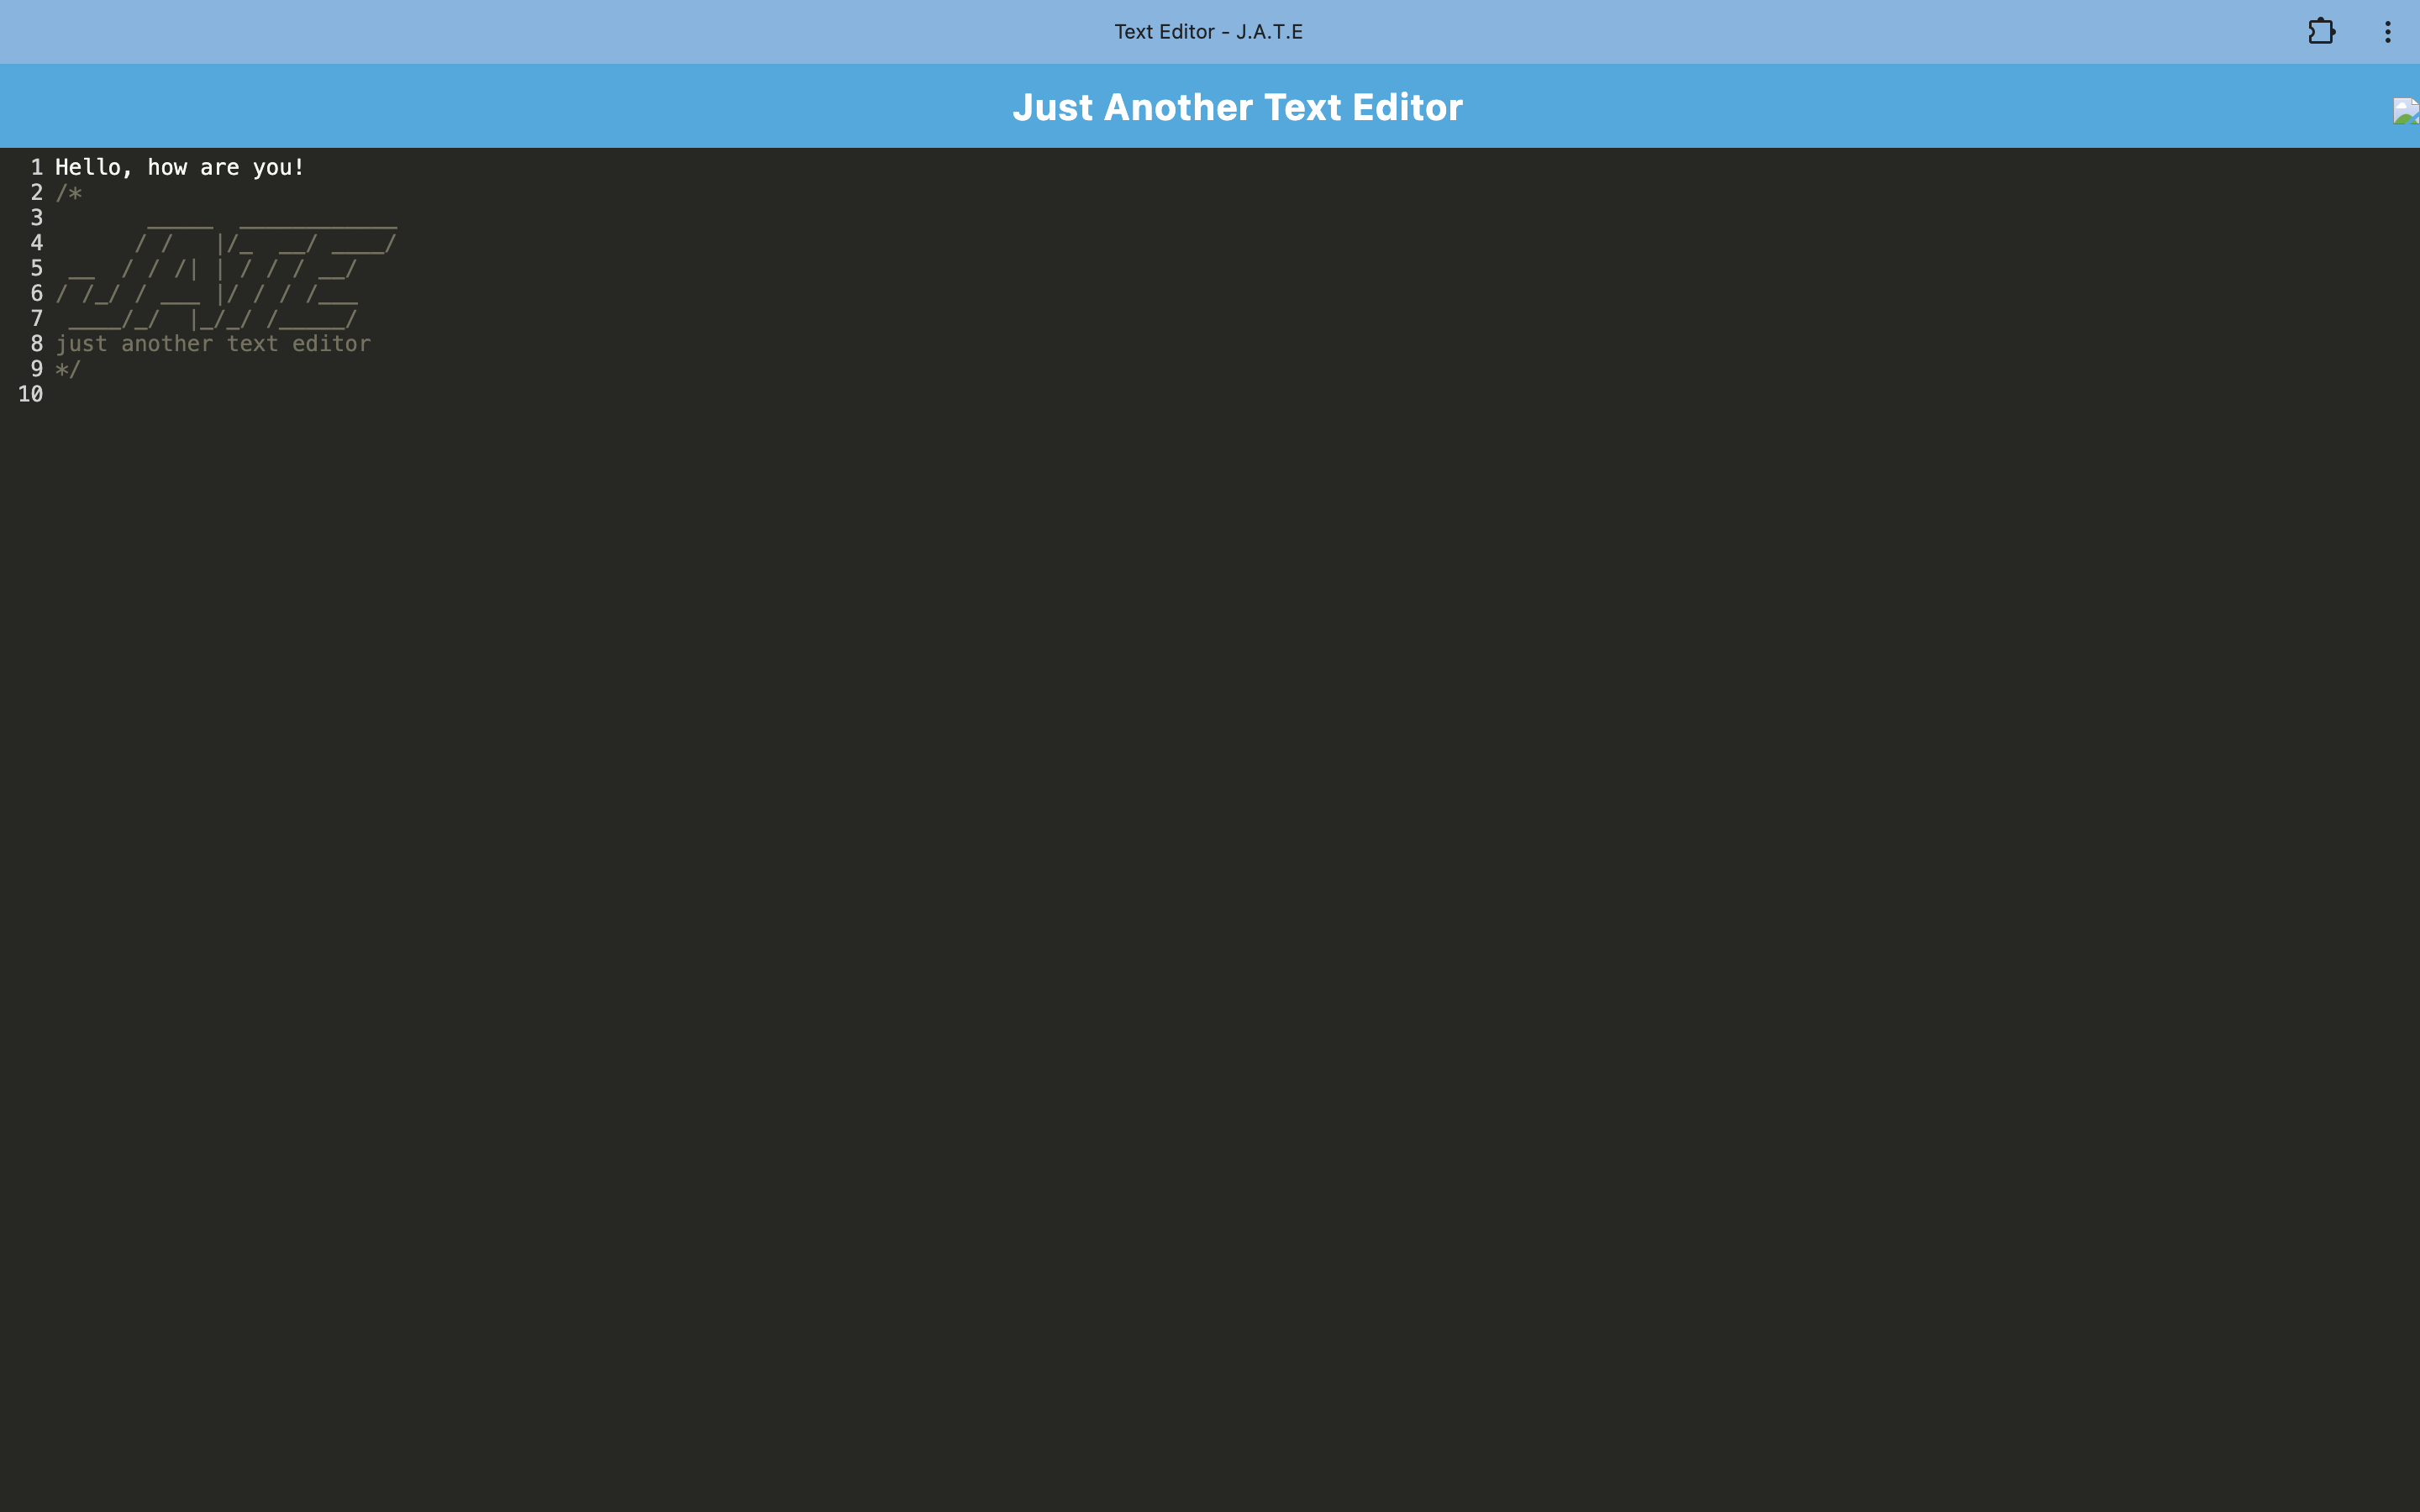 Text Editor - J.A.T.E
Just Another Text Editor
1 Hello, how are you!
2 /*
3        _____  ____________
4       / /   |/_  __/ ____/
5  __  / / /| | / / / __/
6 / /_/ / ___ |/ / / /___
7  ____/_/  |_/_/ /_____/
8 just another text editor
9 */
10